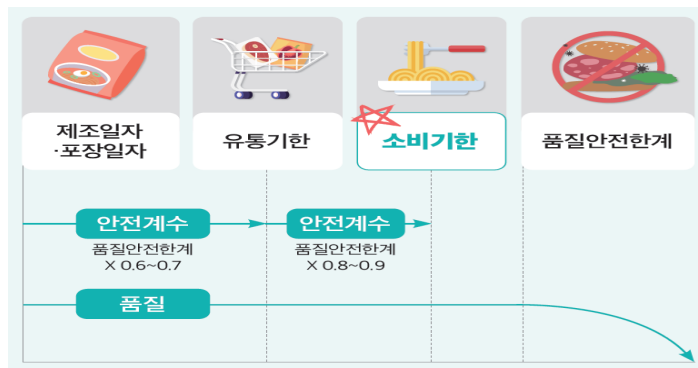 제조일자
·포장일자
유통기한
소비기한
품질안전한계
안전계수
품질안전한계
X 0.6~0.7
안전계수
품질안전한계
X 0.8~0.9
품질